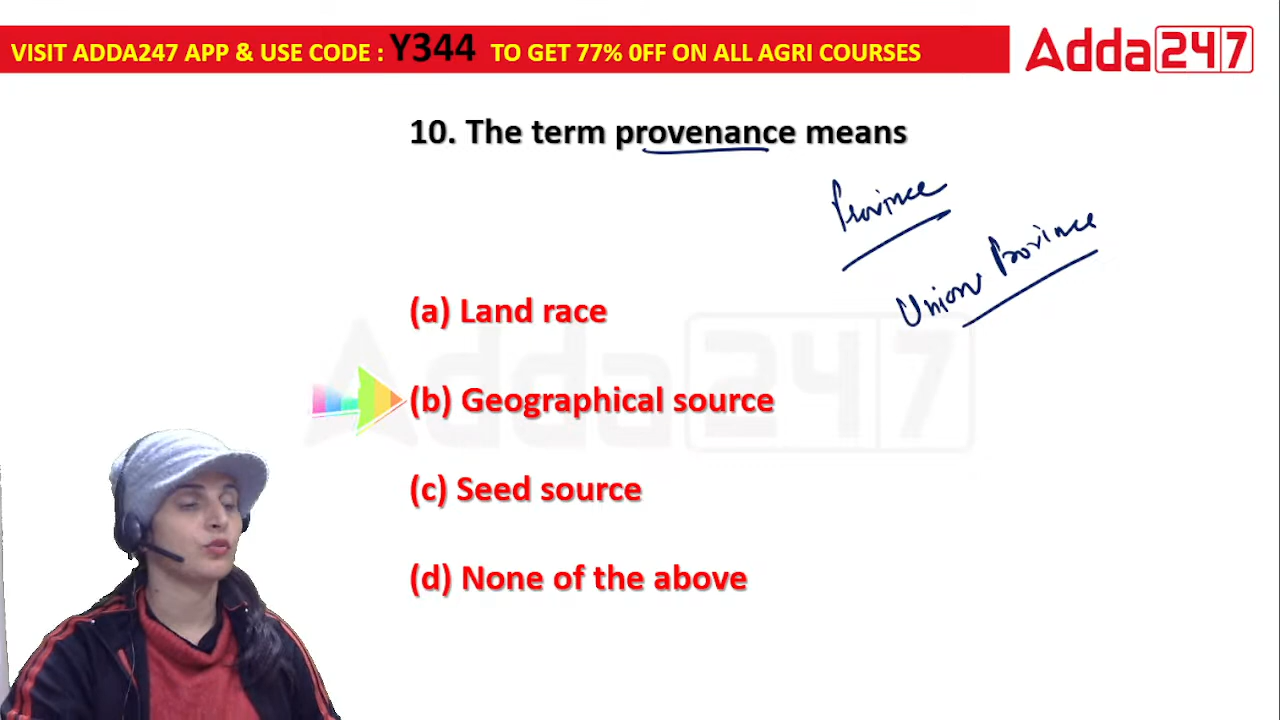 VISIT ADDA247 APP & USE CODE : Y344 TO GET 77% 0FF ON ALL AGRI COURSES
Adda247
10. The term provenance means
Province
Union Province
(a) Land race
(b) Geographical source
(c) Seed source
(d) None of the above
Adda247